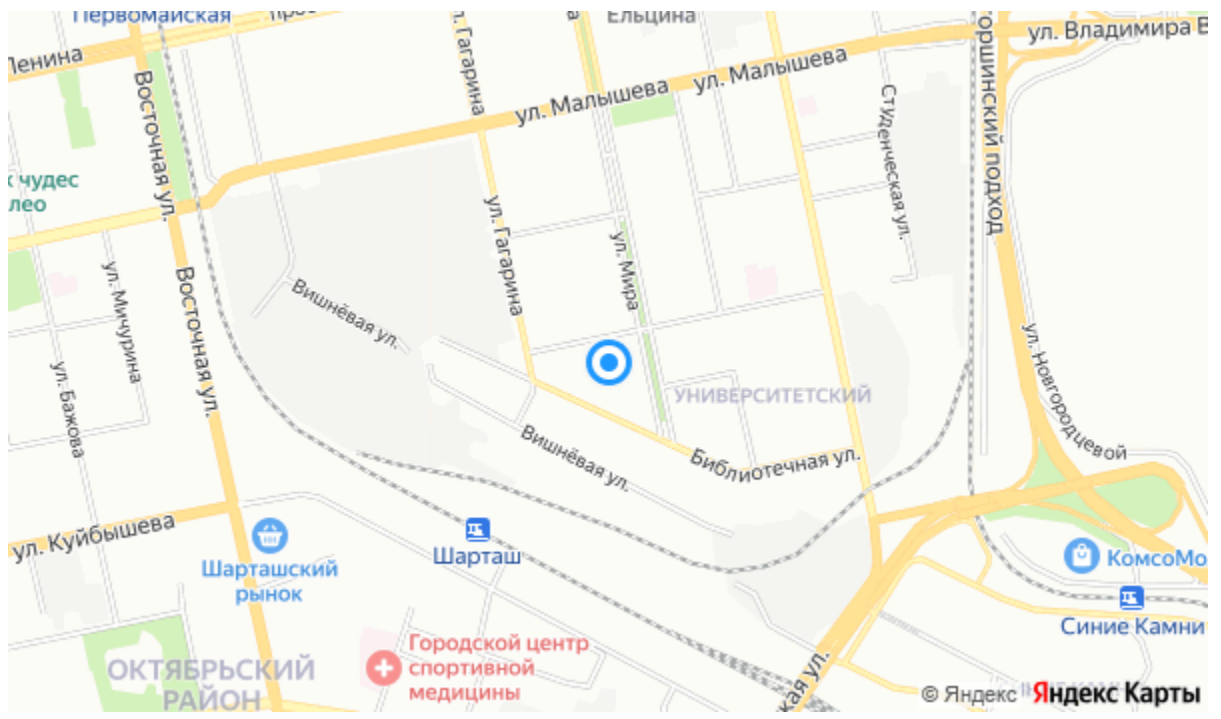 Первомайская
Ленина
ул. Гагарина
Ельцина
ул. Малышева
ул. Малышева
ул. Владимира В
Восточная ул.
Студенческая ул.
оршинский подход
к чудес
лео
ул. Гагарина
ул. Мира
ул. Мичурина
Восточная ул.
Вишнёвая ул.
ул. Бажова
УНИВЕРСИТЕТСКИЙ
ул. Новгородцевой
Вишнёвая ул.
Библиотечная ул.
ул. Куйбышева
Шарташский
рынок
Шарташ
КомсоМо
Синие Камни
Городской центр
спортивной
медицины
ОКТЯБРЬСКИЙ
РАЙОН
кая ул.
© Яндекс
Яндекс Карты